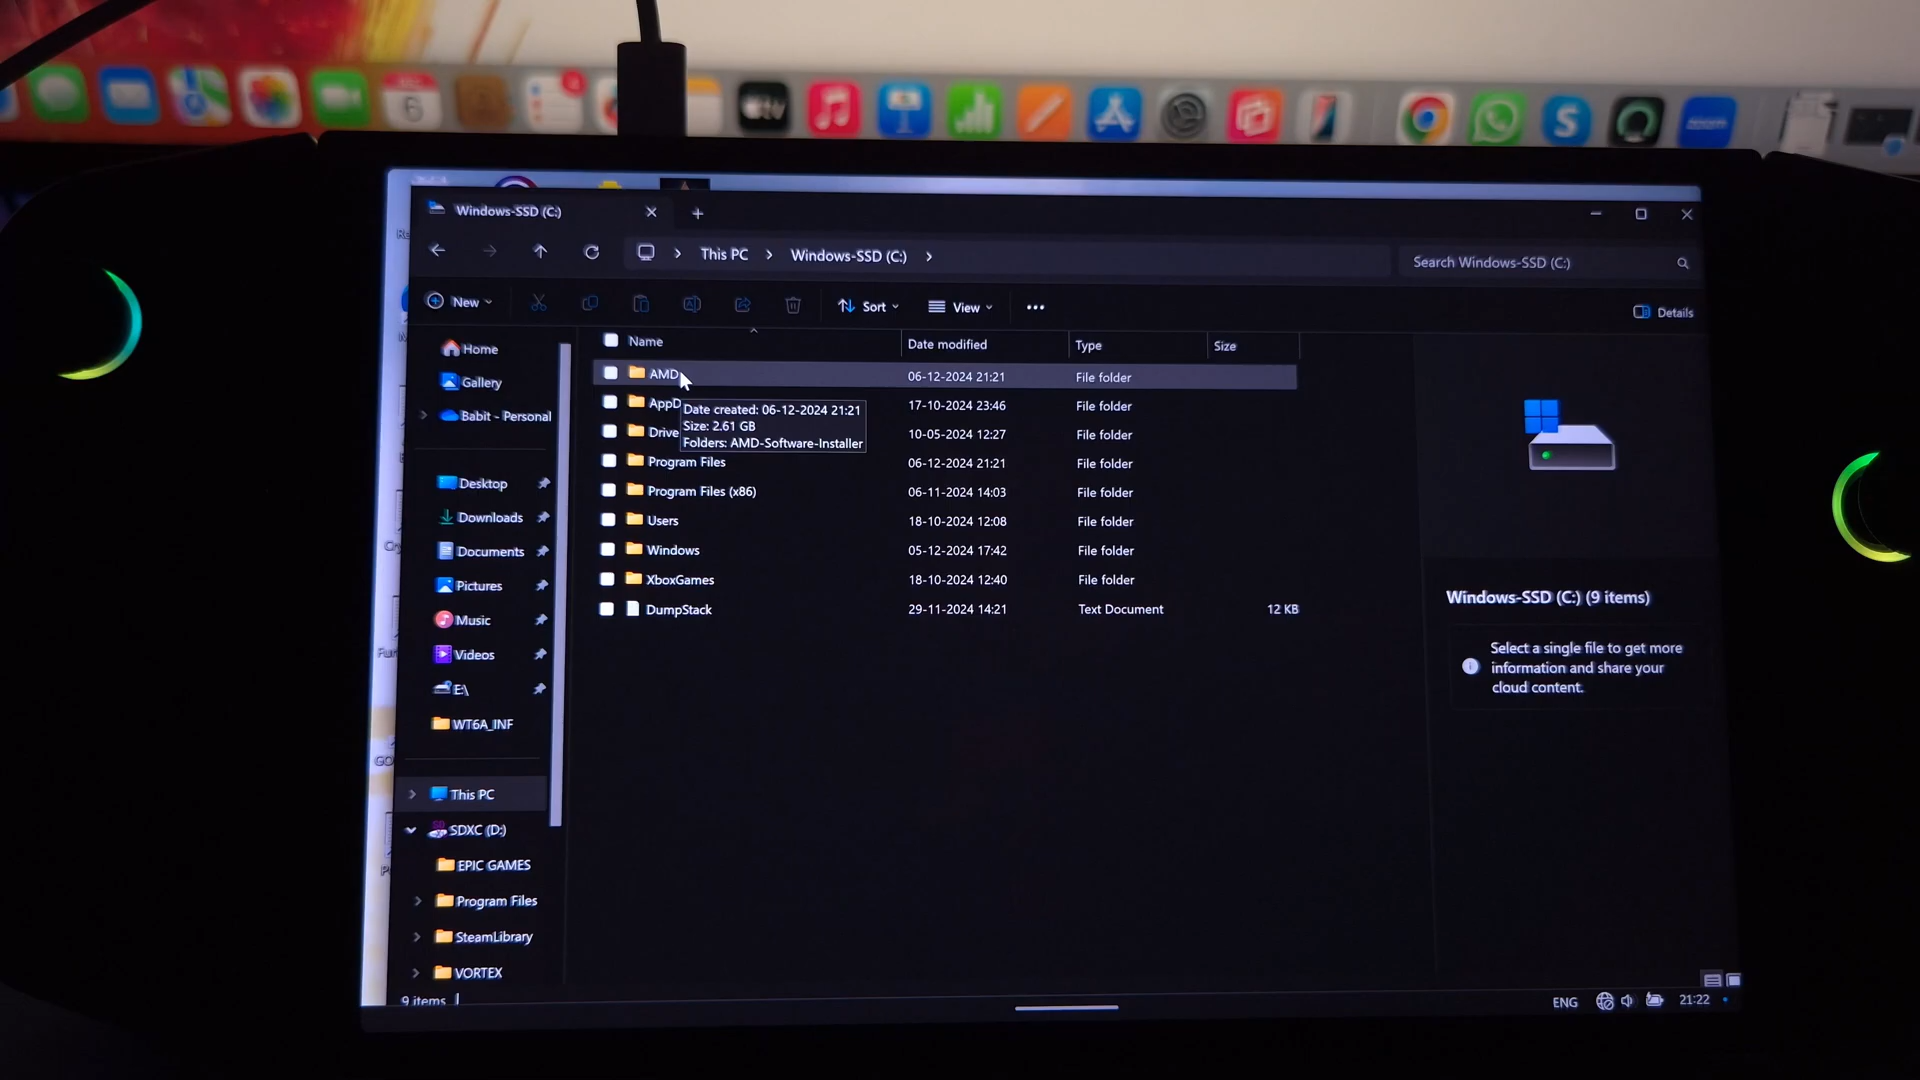 6
tv
zoom
Windows-SSD (C:)
This PC > Windows-SSD (C:) >
Search Windows-SSD (C:)
New
Sort
View
Details
Name
Date modified
Type
Size
Home
Gallery
Babit - Personal
Desktop
Downloads
Documents
Pictures
Music
Videos
E:\
WT6A_INF
This PC
SDXC (D:)
EPIC GAMES
Program Files
SteamLibrary
VORTEX
AMD 06-12-2024 21:21 File folder
AppD 17-10-2024 23:46 File folder
Drive 10-05-2024 12:27 File folder
Program Files 06-12-2024 21:21 File folder
Program Files (x86) 06-11-2024 14:03 File folder
Users 18-10-2024 12:08 File folder
Windows 05-12-2024 17:42 File folder
XboxGames 18-10-2024 12:40 File folder
DumpStack 29-11-2024 14:21 Text Document 12 KB
Date created: 06-12-2024 21:21
Size: 2.61 GB
Folders: AMD-Software-Installer
Windows-SSD (C:) (9 items)
Select a single file to get more
information and share your
cloud content.
9 items
ENG
21:22